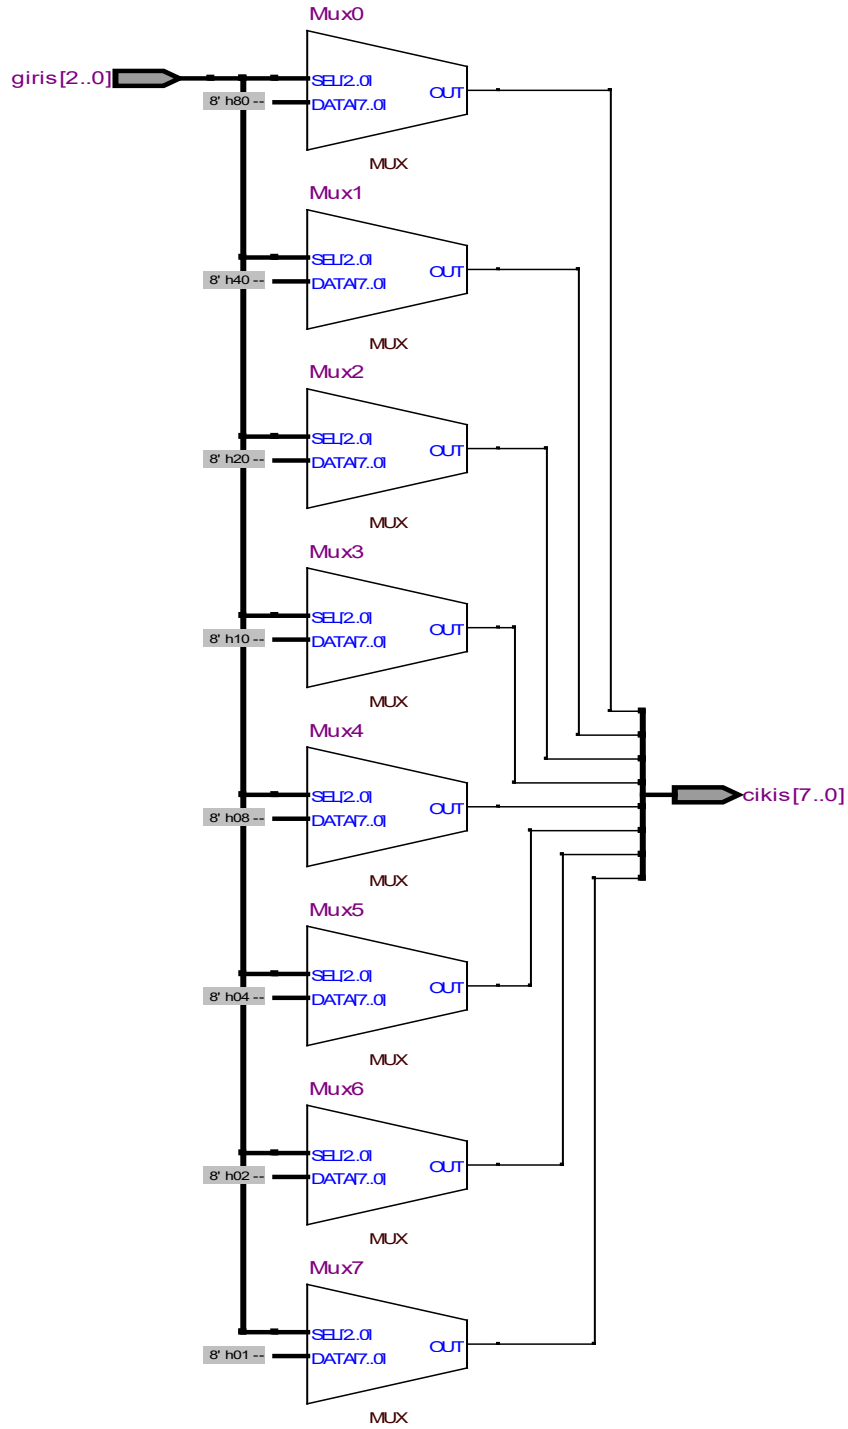 Mux0
giris[2..0]
SEL[2..0]
8' h80 --
DATA[7..0]
OUT
MUX
Mux1
SEL[2..0]
8' h40 --
DATA[7..0]
OUT
MUX
Mux2
SEL[2..0]
8' h20 --
DATA[7..0]
OUT
MUX
Mux3
SEL[2..0]
8' h10 --
DATA[7..0]
OUT
MUX
Mux4
SEL[2..0]
8' h08 --
DATA[7..0]
OUT
MUX
cikis[7..0]
Mux5
SEL[2..0]
8' h04 --
DATA[7..0]
OUT
MUX
Mux6
SEL[2..0]
8' h02 --
DATA[7..0]
OUT
MUX
Mux7
SEL[2..0]
8' h01 --
DATA[7..0]
OUT
MUX